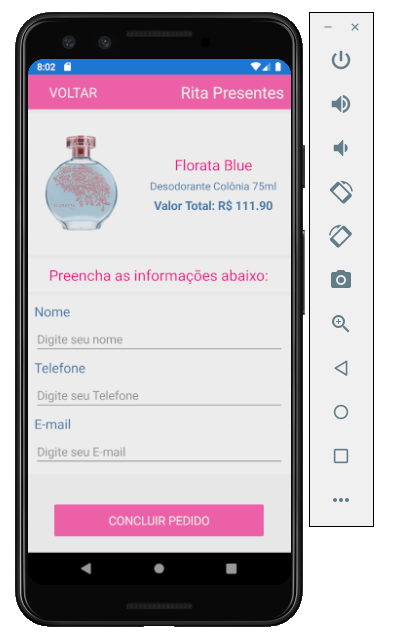 8:02
VOLTAR Rita Presentes
Florata Blue
Desodorante Colônia 75ml
Valor Total: R$ 111.90
Preencha as informações abaixo:
Nome
Digite seu nome
Telefone
Digite seu Telefone
E-mail
Digite seu E-mail
CONCLUIR PEDIDO